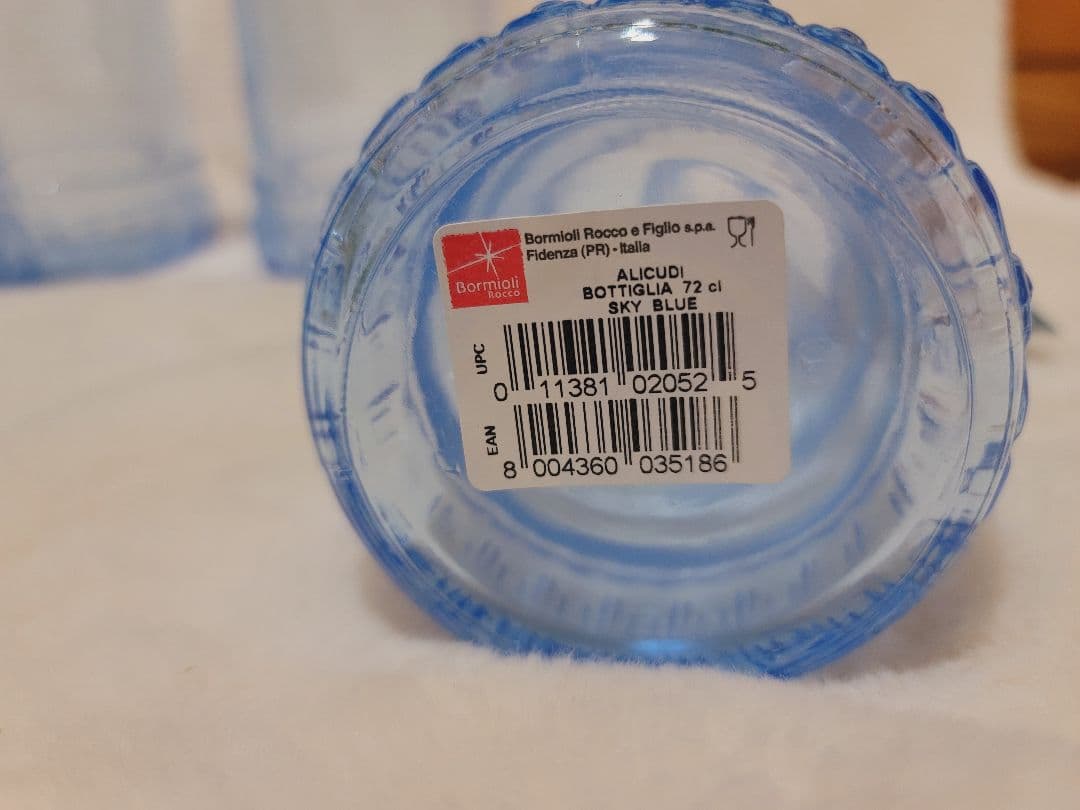 Bormioli
Rocco
Bormioli Rocco e Figlio s.p.a.
Fidenza (PR) - Italia
ALICUDI
BOTTIGLIA 72 cl
SKY BLUE
UPC
0 11381 02052 5
EAN
8 004360 035186